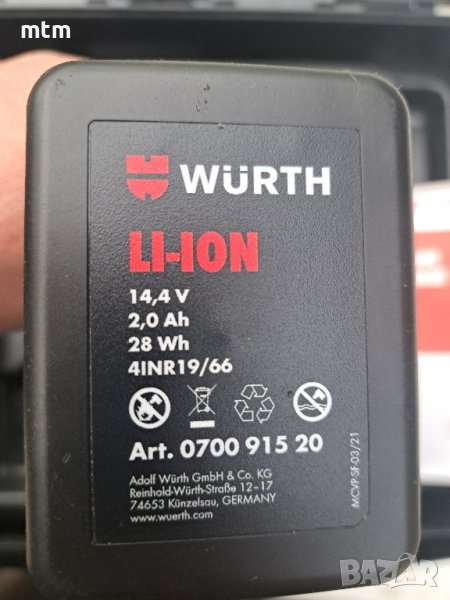 mtm
WÜRTH
LI-ION
14,4 V
2,0 Ah
28 Wh
4INR19/66
Art. 0700 915 20
Adolf Würth GmbH & Co. KG
Reinhold-Würth-Straße 12-17
74653 Künzelsau, GERMANY
www.wuerth.com
MCVP-SF-03/21
BAZAR